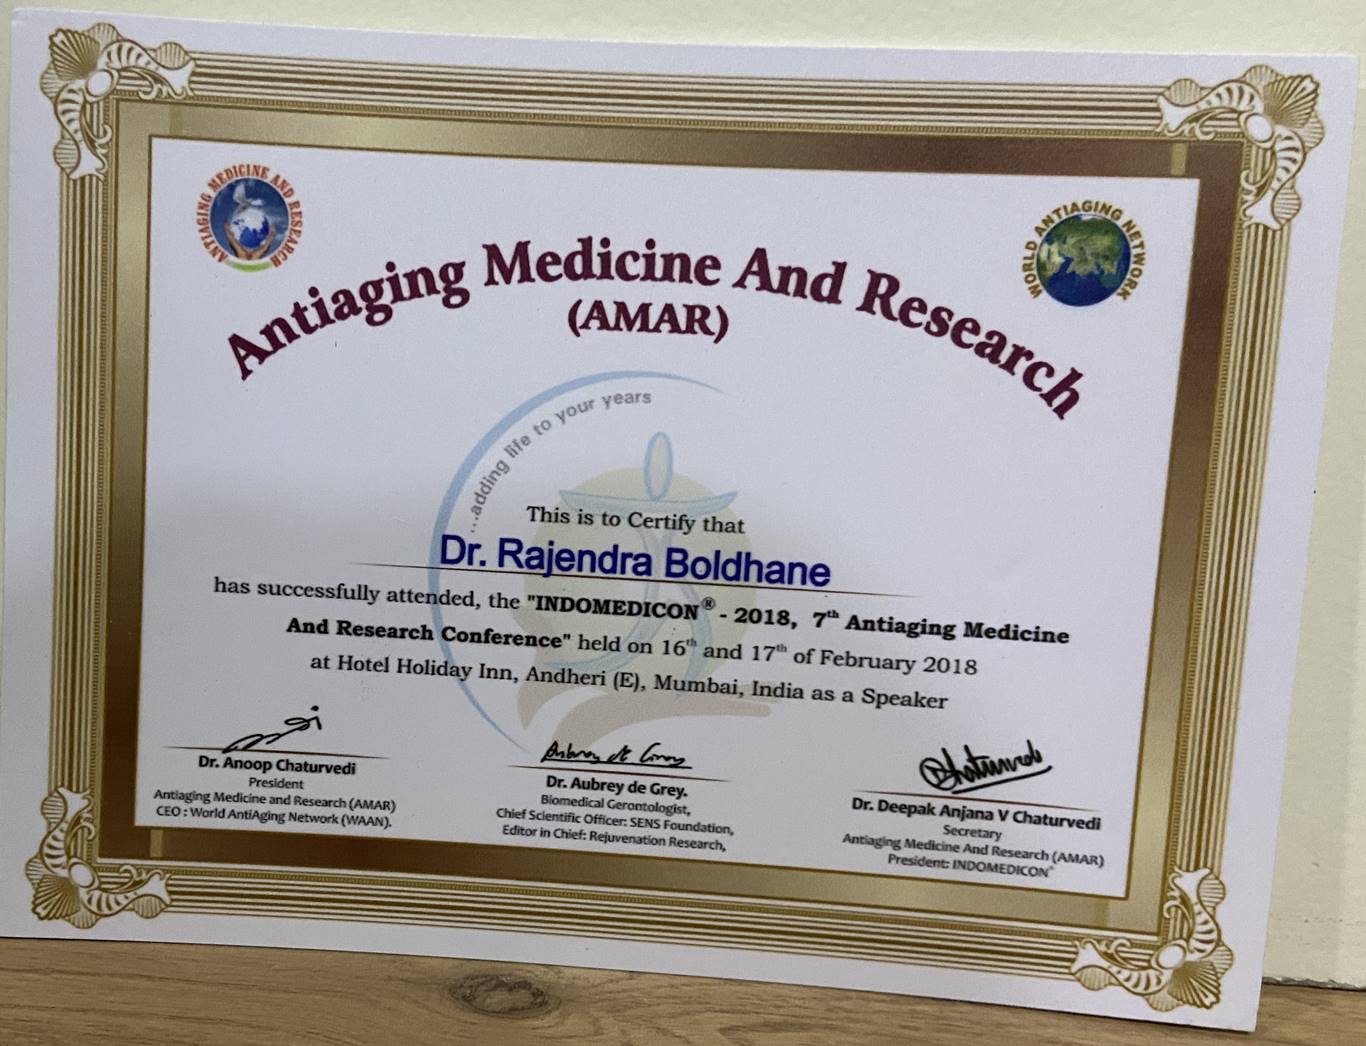 ANTIAGING MEDICINE AND RESEARCH
WORLD ANTIAGING NETWORK
Antiaging Medicine And Research
(AMAR)
...adding life to your years
This is to Certify that
Dr. Rajendra Boldhane
has successfully attended, the "INDOMEDICON® - 2018, 7th Antiaging Medicine
And Research Conference" held on 16th and 17th of February 2018
at Hotel Holiday Inn, Andheri (E), Mumbai, India as a Speaker
Dr. Anoop Chaturvedi
President
Antiaging Medicine and Research (AMAR)
CEO : World AntiAging Network (WAAN).
Aubrey de Grey
Dr. Aubrey de Grey.
Biomedical Gerontologist,
Chief Scientific Officer: SENS Foundation,
Editor in Chief: Rejuvenation Research,
Dr. Deepak Anjana V Chaturvedi
Secretary
Antiaging Medicine And Research (AMAR)
President: INDOMEDICON®